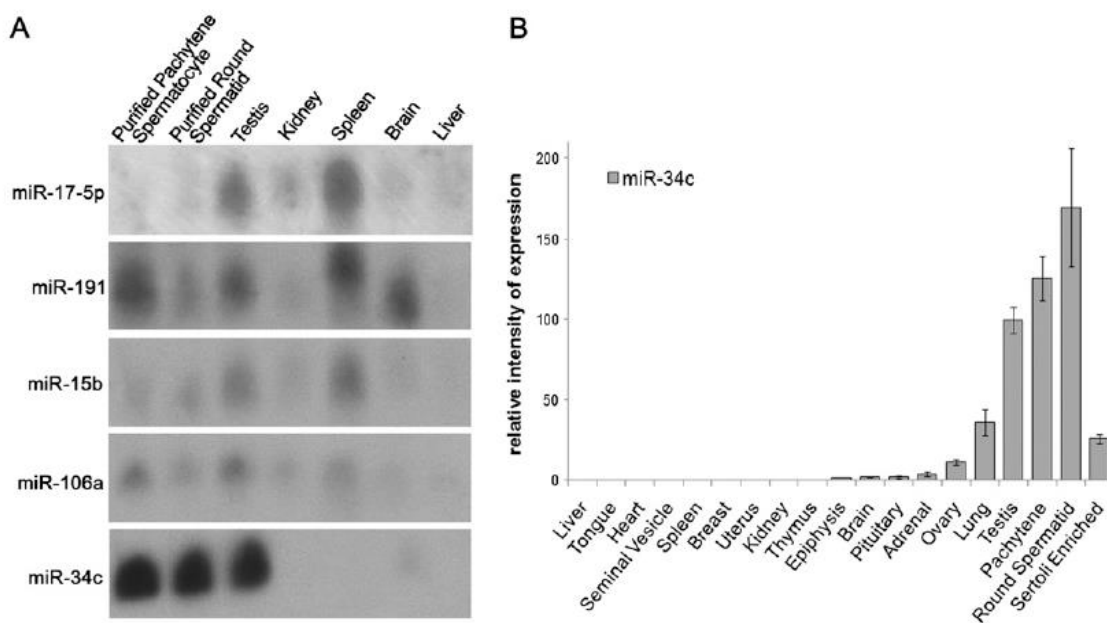 A
Purified Pachytene
Spermatocyte
Purified Round
Spermatid
Testis
Kidney
Spleen
Brain
Liver
miR-17-5p
miR-191
miR-15b
miR-106a
miR-34c
B
relative intensity of expression
200
150
100
50
0
miR-34c
Liver
Tongue
Heart
Seminal Vesicle
Spleen
Breast
Uterus
Kidney
Thymus
Epiphysis
Brain
Pituitary
Adrenal
Ovary
Lung
Testis
Pachytene
Round Spermatid
Sertoli Enriched